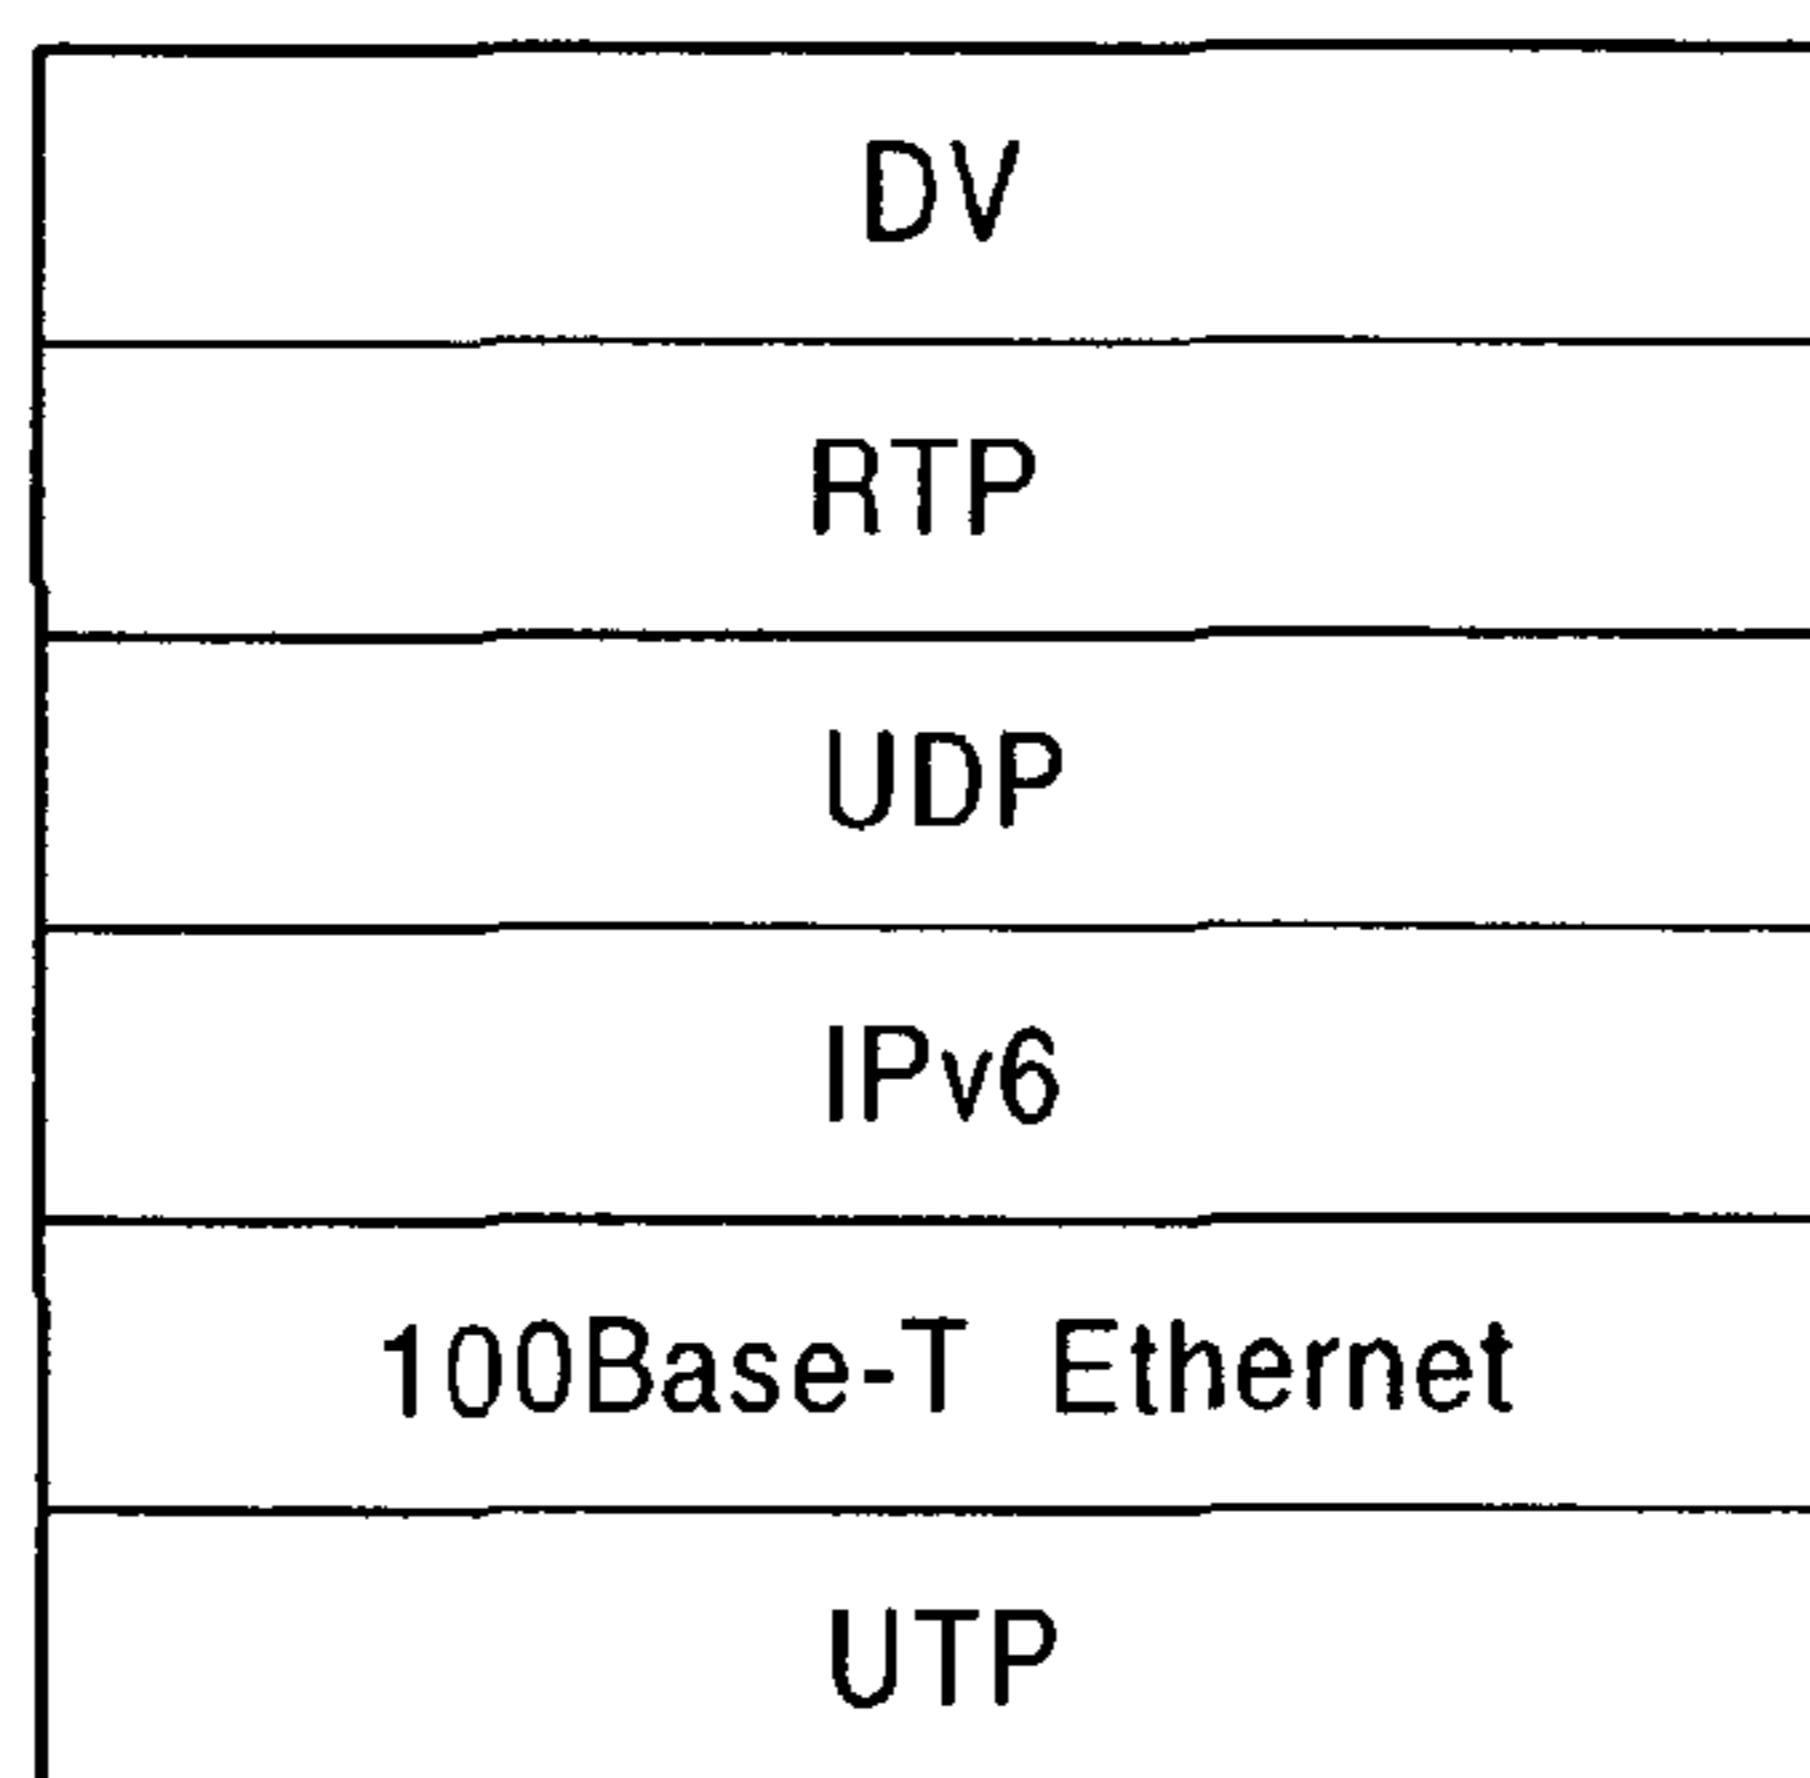 DV
RTP
UDP
IPv6
100Base-T Ethernet
UTP